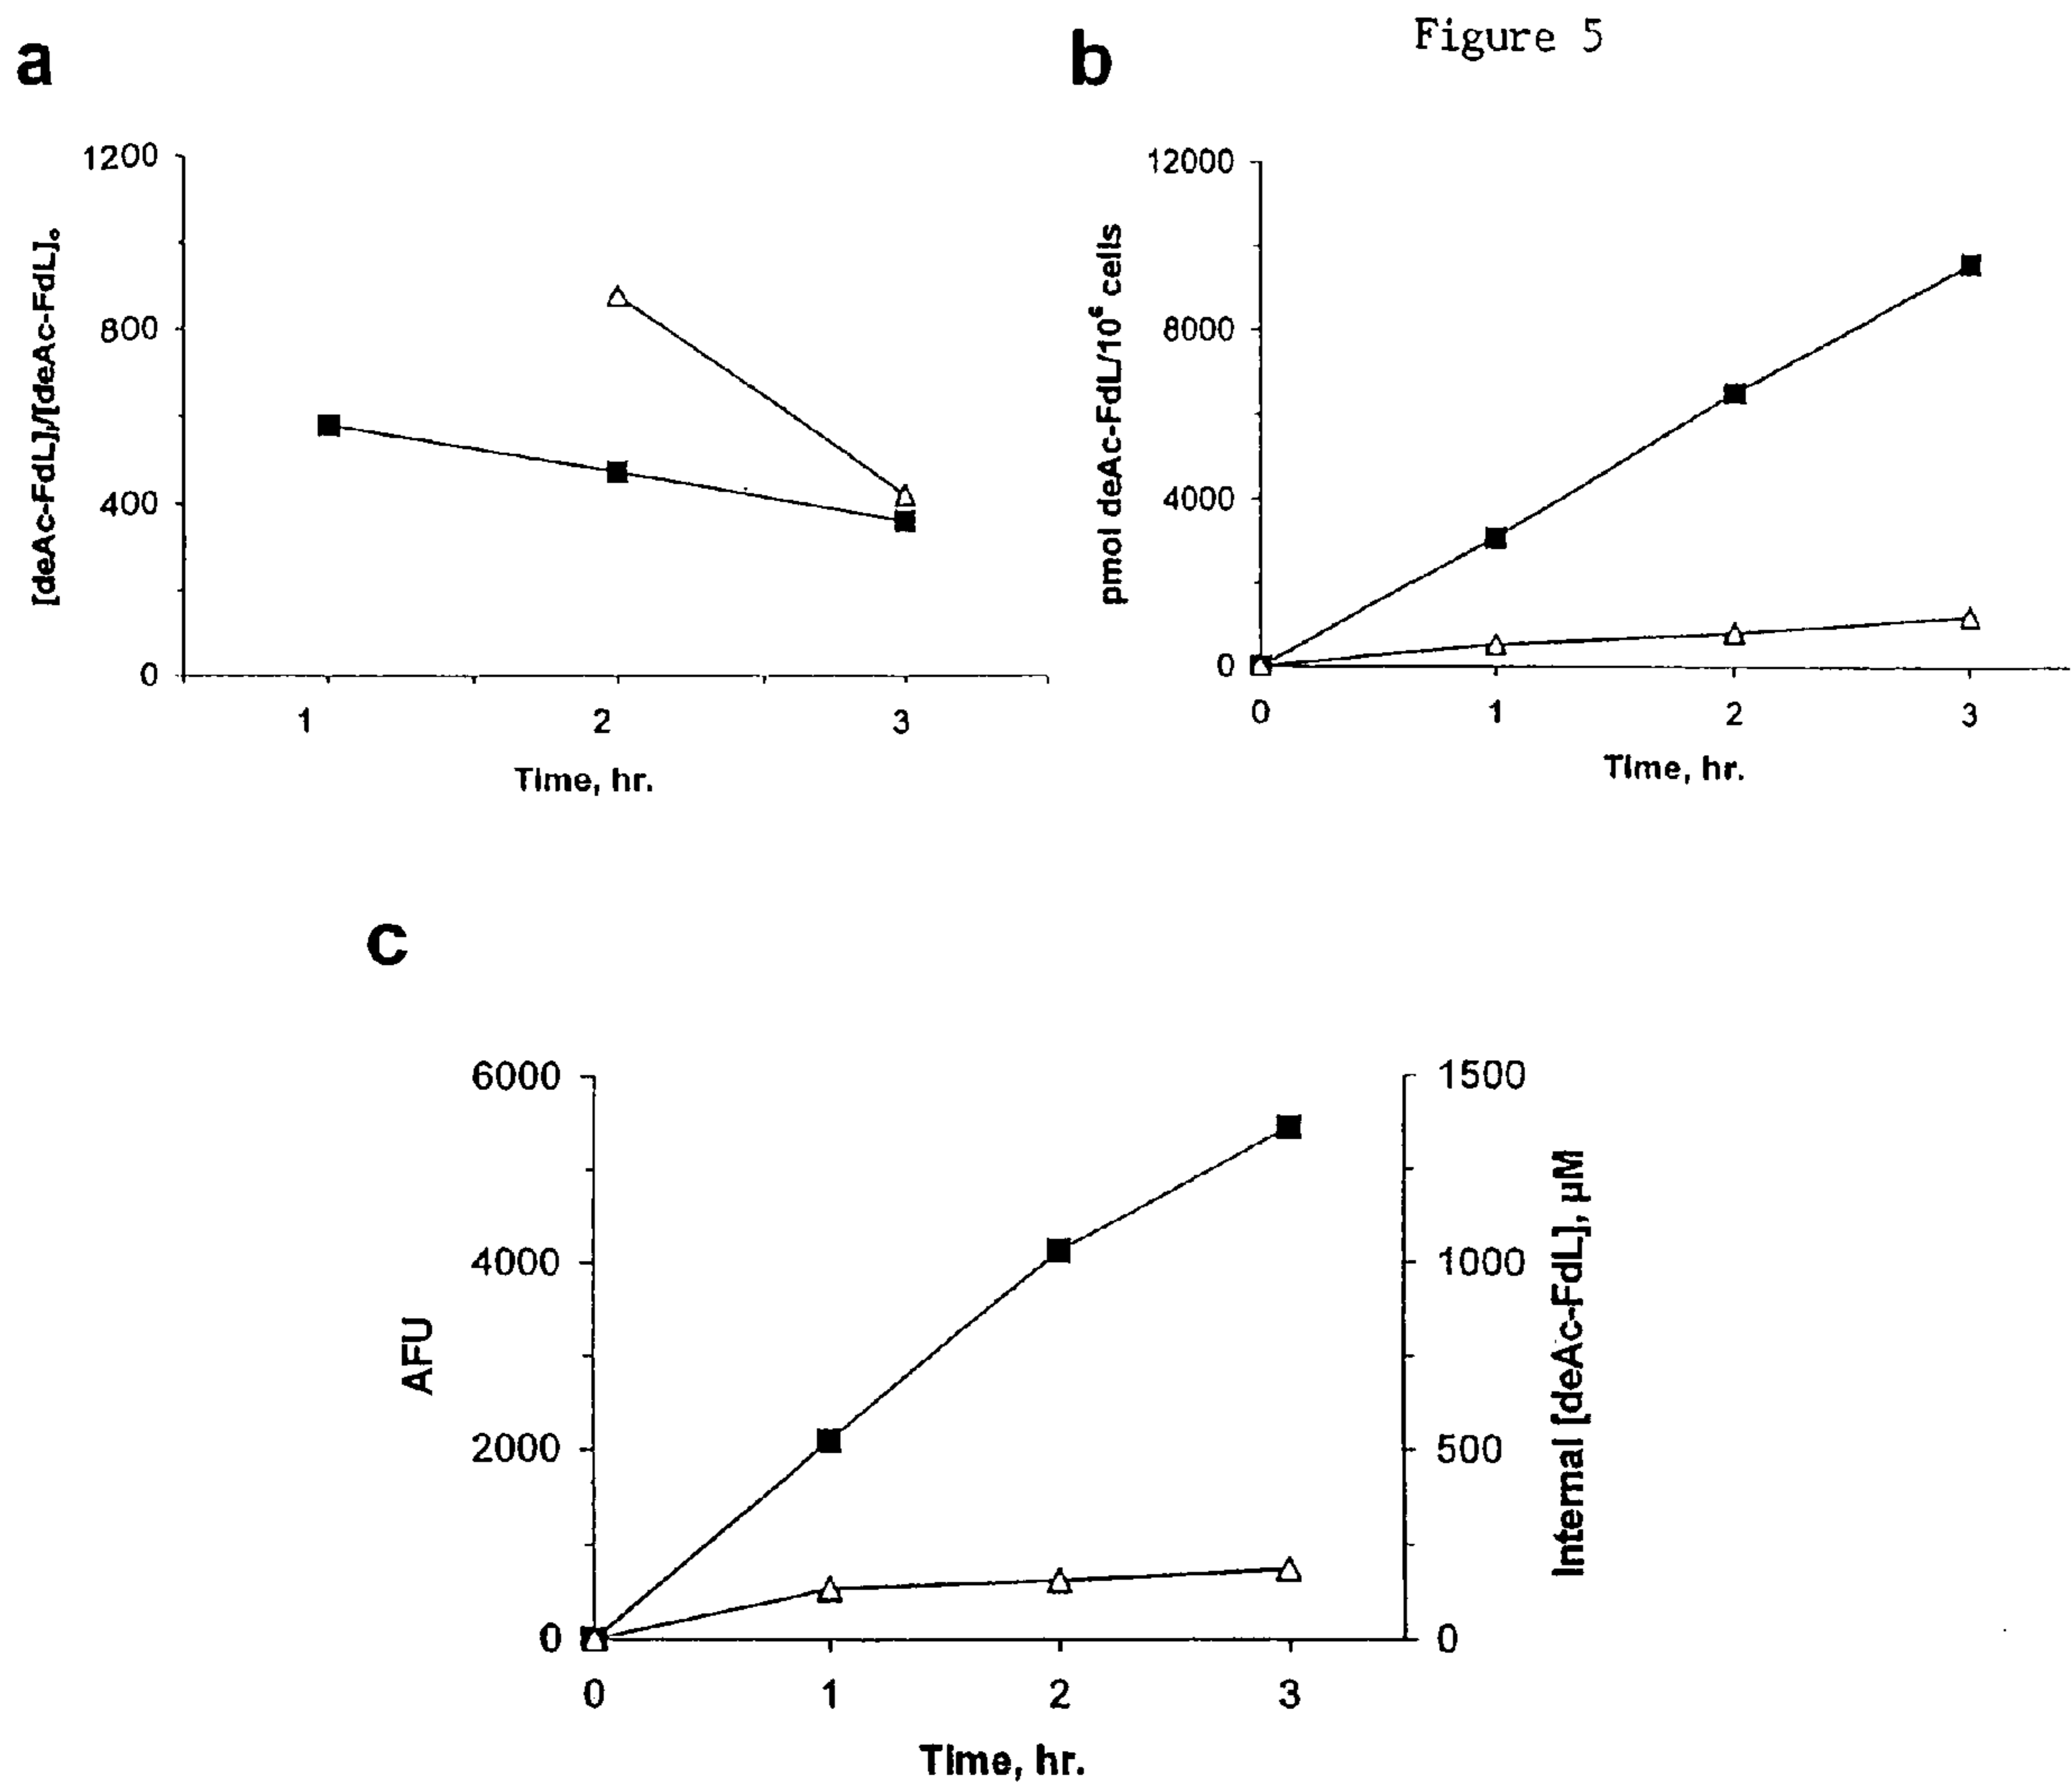 Figure 5
a
1200
800
400
0
[deAc-FdL]ᵢ/[deAc-FdL]ₒ
1 2 3
Time, hr.
b
12000
8000
4000
0
pmol deAc-FdL/10⁶ cells
0 1 2 3
Time, hr.
c
6000
4000
2000
0
AFU
1500
1000
500
0
Internal [deAc-FdL], µM
0 1 2 3
Time, hr.